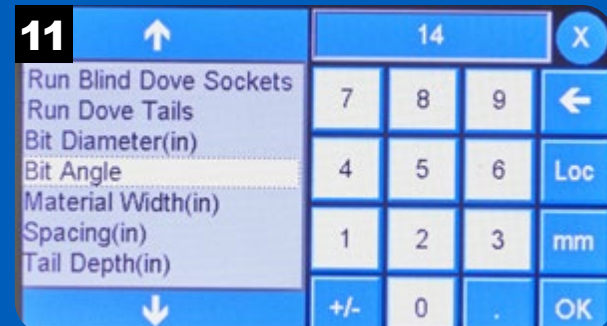 11
14
X
Run Blind Dove Sockets
Run Dove Tails
Bit Diameter(in)
Bit Angle
Material Width(in)
Spacing(in)
Tail Depth(in)
7 8 9
4 5 6 Loc
1 2 3 mm
+/- 0 . OK